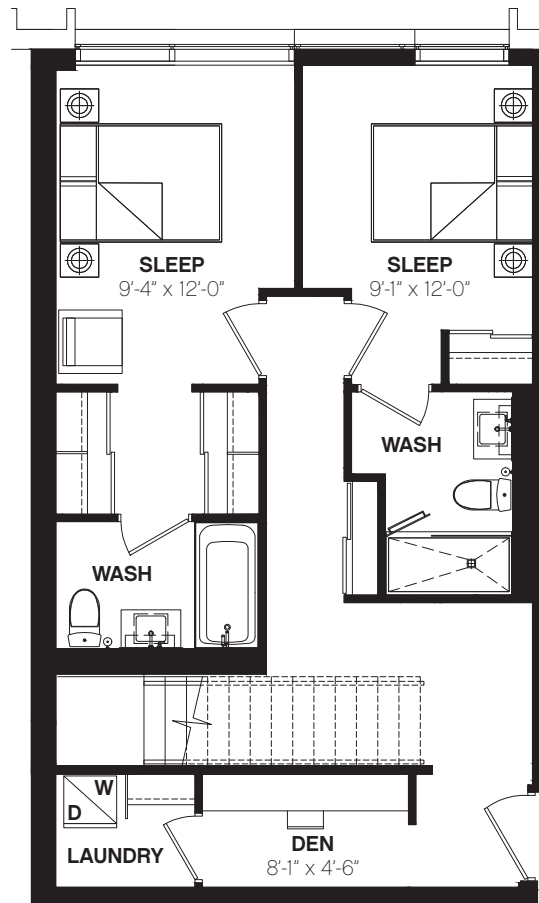 SLEEP
9'-4" x 12'-0"
SLEEP
9'-1" x 12'-0"
WASH
WASH
W
D
LAUNDRY
DEN
8'-1" x 4'-6"